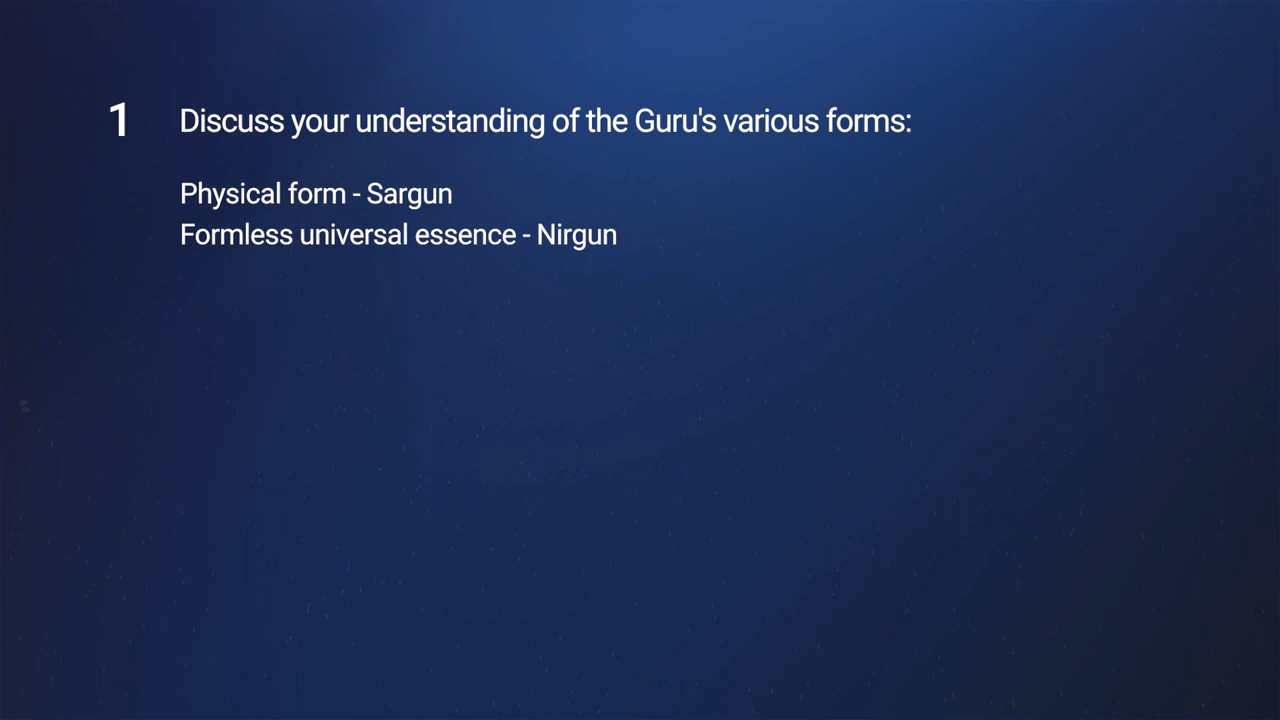 1 Discuss your understanding of the Guru's various forms:
Physical form - Sargun
Formless universal essence - Nirgun